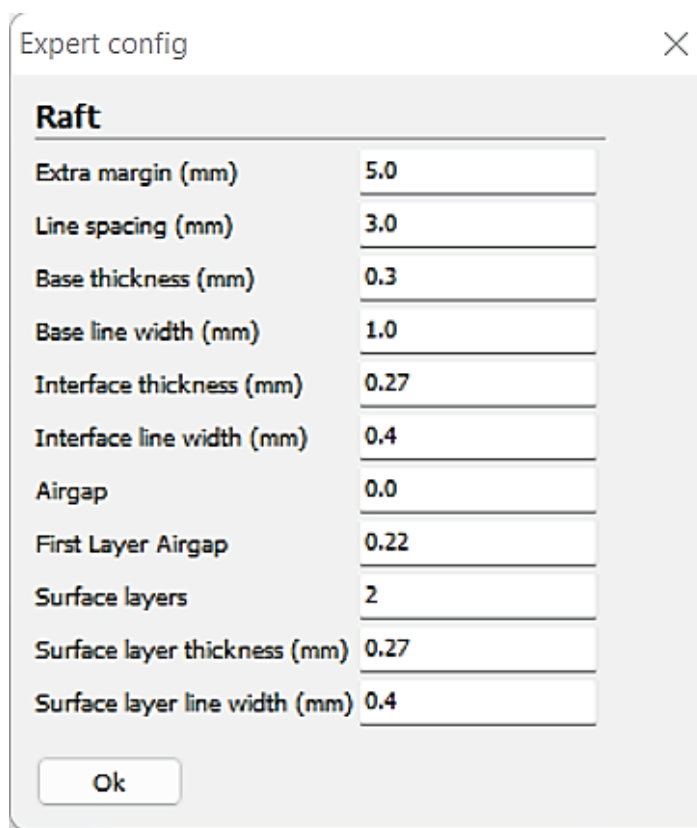 Expert config
Raft
Extra margin (mm) 5.0
Line spacing (mm) 3.0
Base thickness (mm) 0.3
Base line width (mm) 1.0
Interface thickness (mm) 0.27
Interface line width (mm) 0.4
Airgap 0.0
First Layer Airgap 0.22
Surface layers 2
Surface layer thickness (mm) 0.27
Surface layer line width (mm) 0.4
Ok